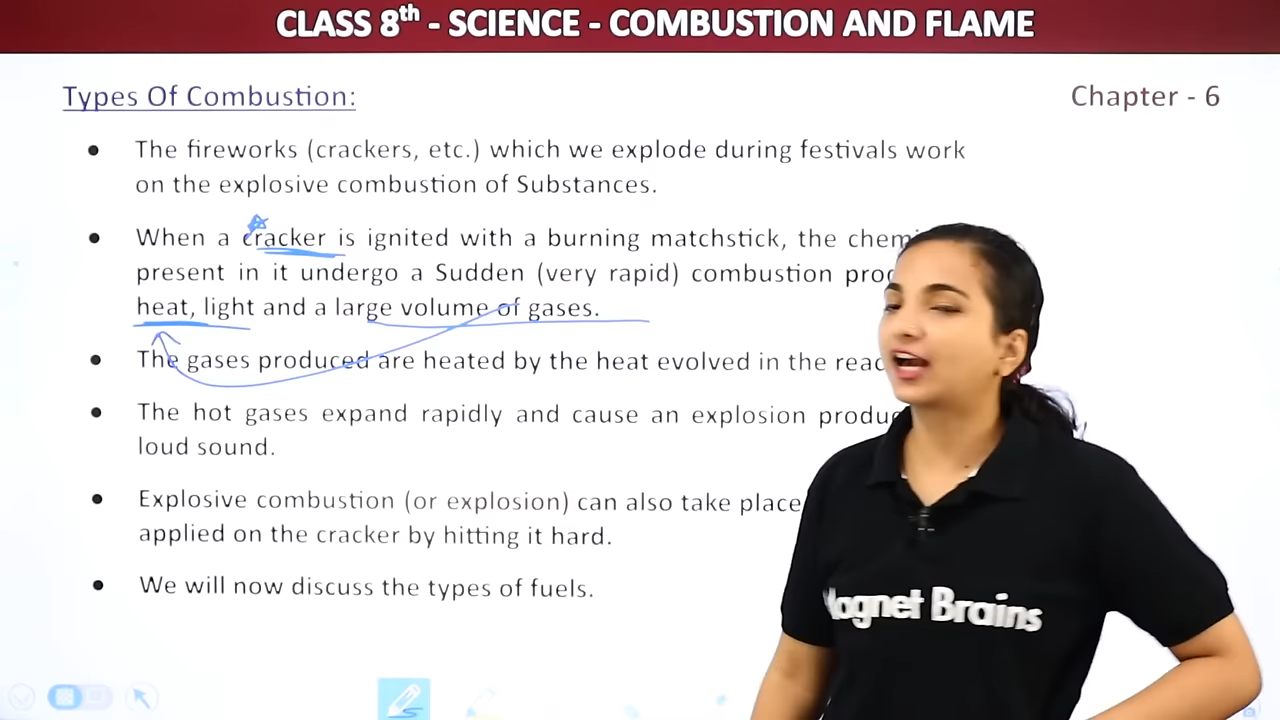 CLASS 8th - SCIENCE - COMBUSTION AND FLAME
Types Of Combustion:
Chapter - 6
• The fireworks (crackers, etc.) which we explode during festivals work
on the explosive combustion of Substances.
• When a cracker is ignited with a burning matchstick, the
present in it undergo a Sudden (very rapid) combustion
heat, light and a large volume of gases.
• The gases produced are heated by the heat evolved in the
• The hot gases expand rapidly and cause an explosion
loud sound.
• Explosive combustion (or explosion) can also take place
applied on the cracker by hitting it hard.
• We will now discuss the types of fuels.
Magnet Brains